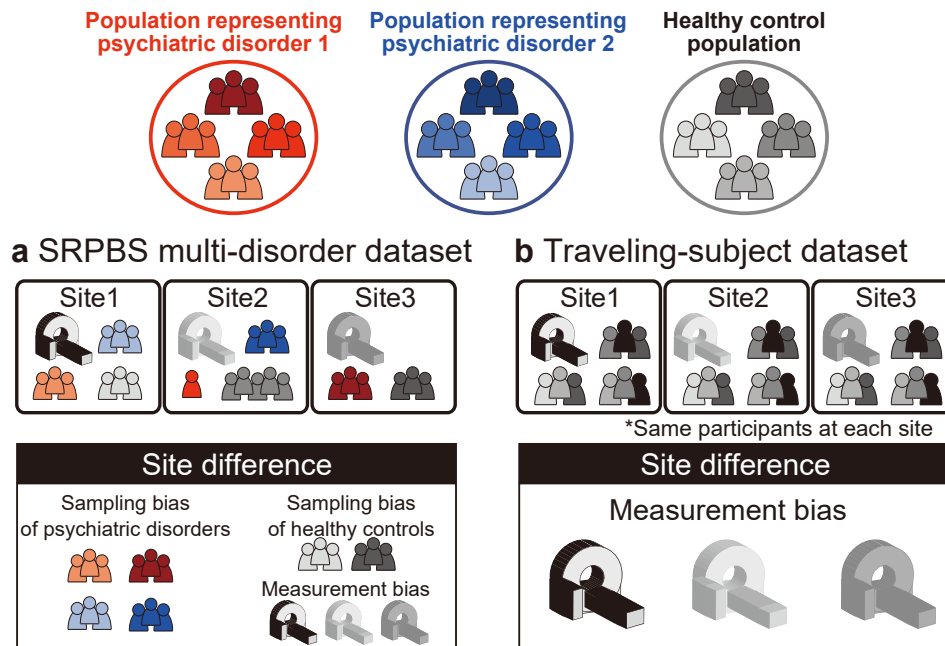 Population representing
psychiatric disorder 1
Population representing
psychiatric disorder 2
Healthy control
population
a SRPBS multi-disorder dataset
Site1
Site2
Site3
Site difference
Sampling bias
of psychiatric disorders
Sampling bias
of healthy controls
Measurement bias
b Traveling-subject dataset
Site1
Site2
Site3
*Same participants at each site
Site difference
Measurement bias